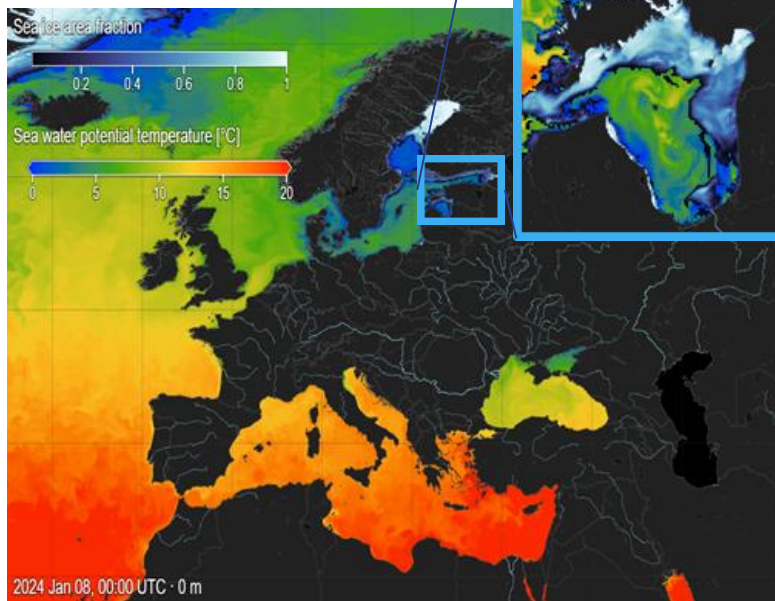 Sea ice area fraction
0.2 0.4 0.6 0.8 1
Sea water potential temperature [°C]
0 5 10 15 20
2024 Jan 08, 00:00 UTC · 0 m